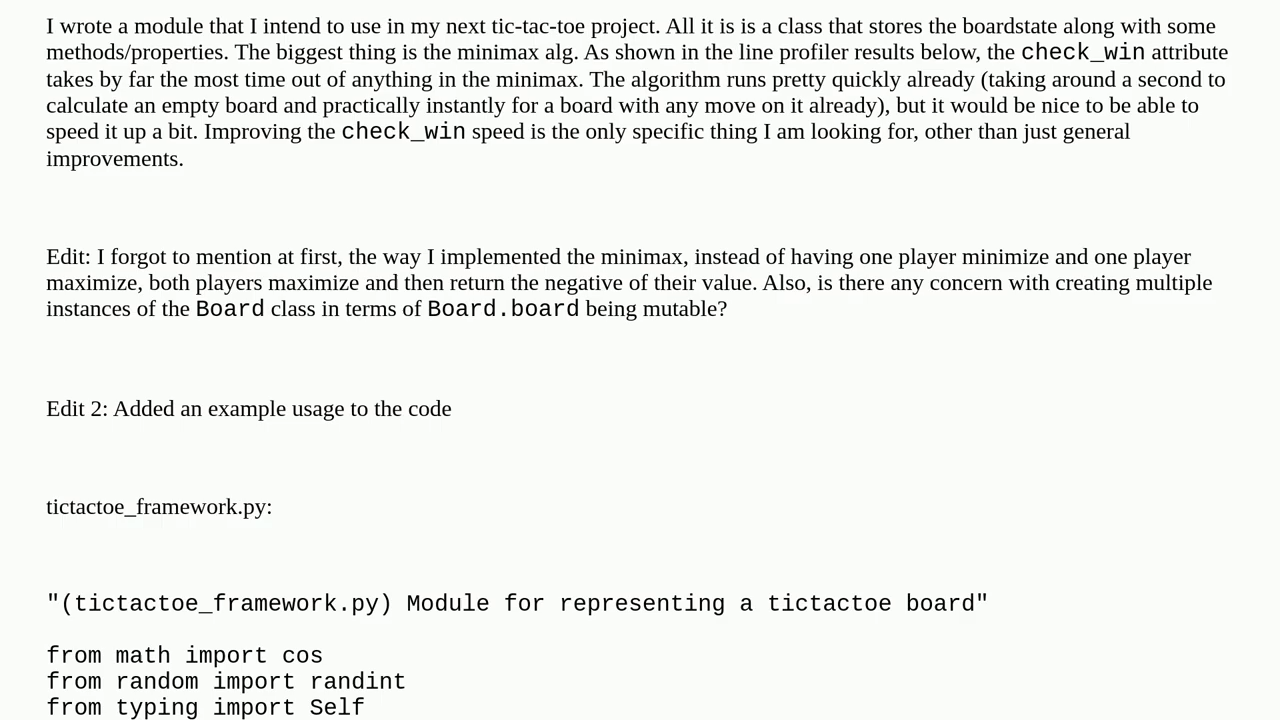 I wrote a module that I intend to use in my next tic-tac-toe project. All it is is a class that stores the boardstate along with some
methods/properties. The biggest thing is the minimax alg. As shown in the line profiler results below, the check_win attribute
takes by far the most time out of anything in the minimax. The algorithm runs pretty quickly already (taking around a second to
calculate an empty board and practically instantly for a board with any move on it already), but it would be nice to be able to
speed it up a bit. Improving the check_win speed is the only specific thing I am looking for, other than just general
improvements.
Edit: I forgot to mention at first, the way I implemented the minimax, instead of having one player minimize and one player
maximize, both players maximize and then return the negative of their value. Also, is there any concern with creating multiple
instances of the Board class in terms of Board.board being mutable?
Edit 2: Added an example usage to the code
tictactoe_framework.py:
"(tictactoe_framework.py) Module for representing a tictactoe board"
from math import cos
from random import randint
from typing import Self